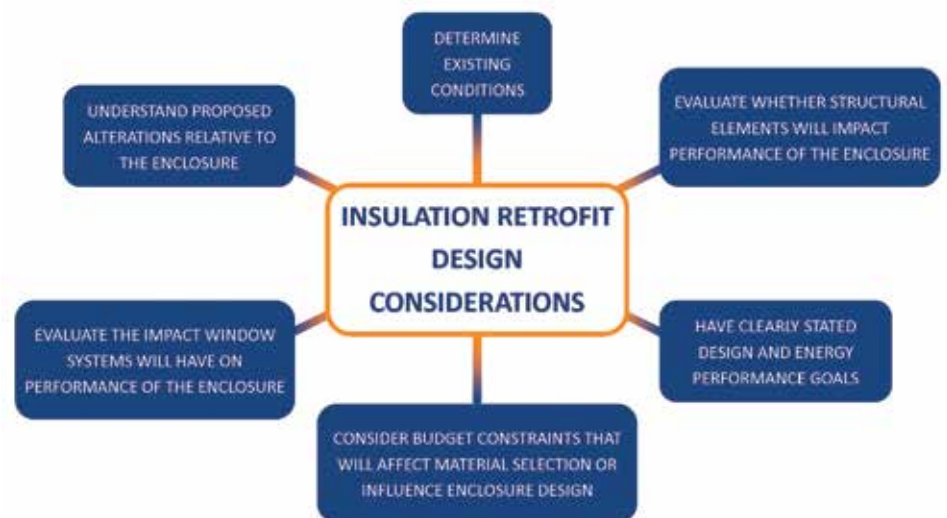 DETERMINE
EXISTING
CONDITIONS
UNDERSTAND PROPOSED
ALTERATIONS RELATIVE TO
THE ENCLOSURE
EVALUATE WHETHER STRUCTURAL
ELEMENTS WILL IMPACT
PERFORMANCE OF THE ENCLOSURE
INSULATION RETROFIT
DESIGN
CONSIDERATIONS
EVALUATE THE IMPACT WINDOW
SYSTEMS WILL HAVE ON
PERFORMANCE OF THE ENCLOSURE
HAVE CLEARLY STATED
DESIGN AND ENERGY
PERFORMANCE GOALS
CONSIDER BUDGET CONSTRAINTS THAT
WILL AFFECT MATERIAL SELECTION OR
INFLUENCE ENCLOSURE DESIGN